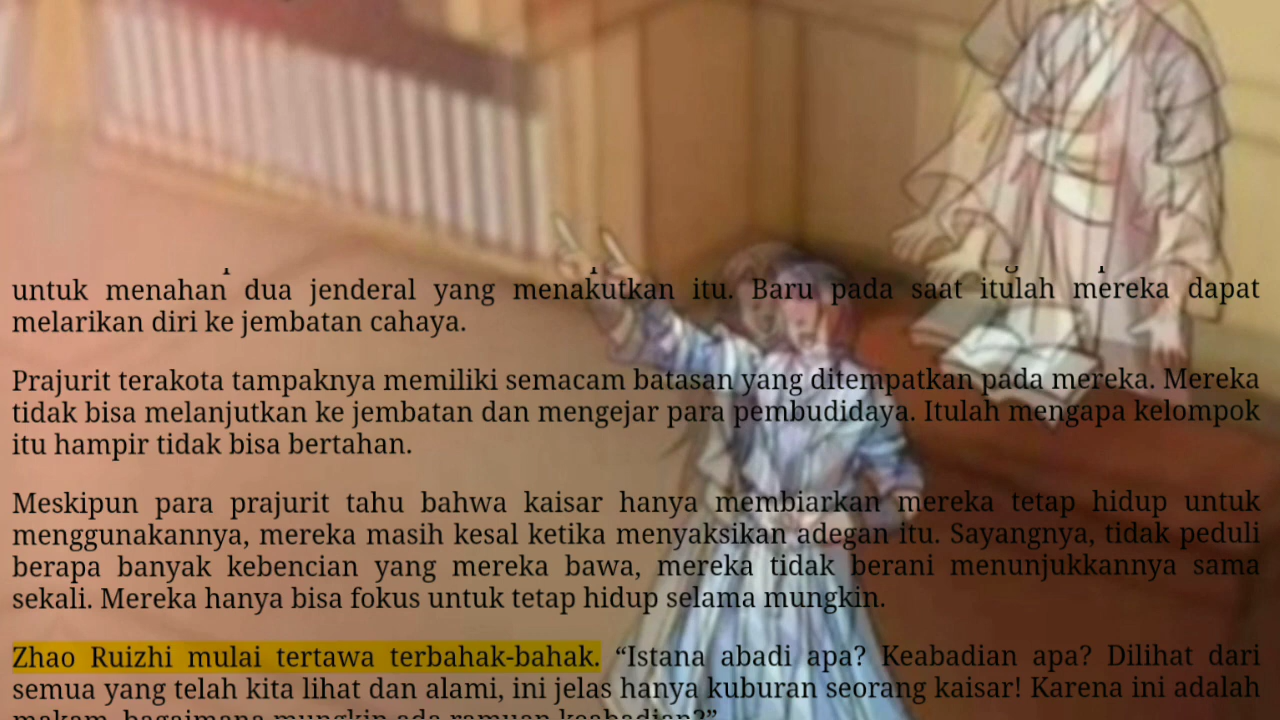 untuk menahan dua jenderal yang menakutkan itu. Baru pada saat itulah mereka dapat
melarikan diri ke jembatan cahaya.
Prajurit terakota tampaknya memiliki semacam batasan yang ditempatkan pada mereka. Mereka
tidak bisa melanjutkan ke jembatan dan mengejar para pembudidaya. Itulah mengapa kelompok
itu hampir tidak bisa bertahan.
Meskipun para prajurit tahu bahwa kaisar hanya membiarkan mereka tetap hidup untuk
menggunakannya, mereka masih kesal ketika menyaksikan adegan itu. Sayangnya, tidak peduli
berapa banyak kebencian yang mereka bawa, mereka tidak berani menunjukkannya sama
sekali. Mereka hanya bisa fokus untuk tetap hidup selama mungkin.
Zhao Ruizhi mulai tertawa terbahak-bahak. “Istana abadi apa? Keabadian apa? Dilihat dari
semua yang telah kita lihat dan alami, ini jelas hanya kuburan seorang kaisar! Karena ini adalah
makam, bagaimana mungkin ada ramuan keabadian?”